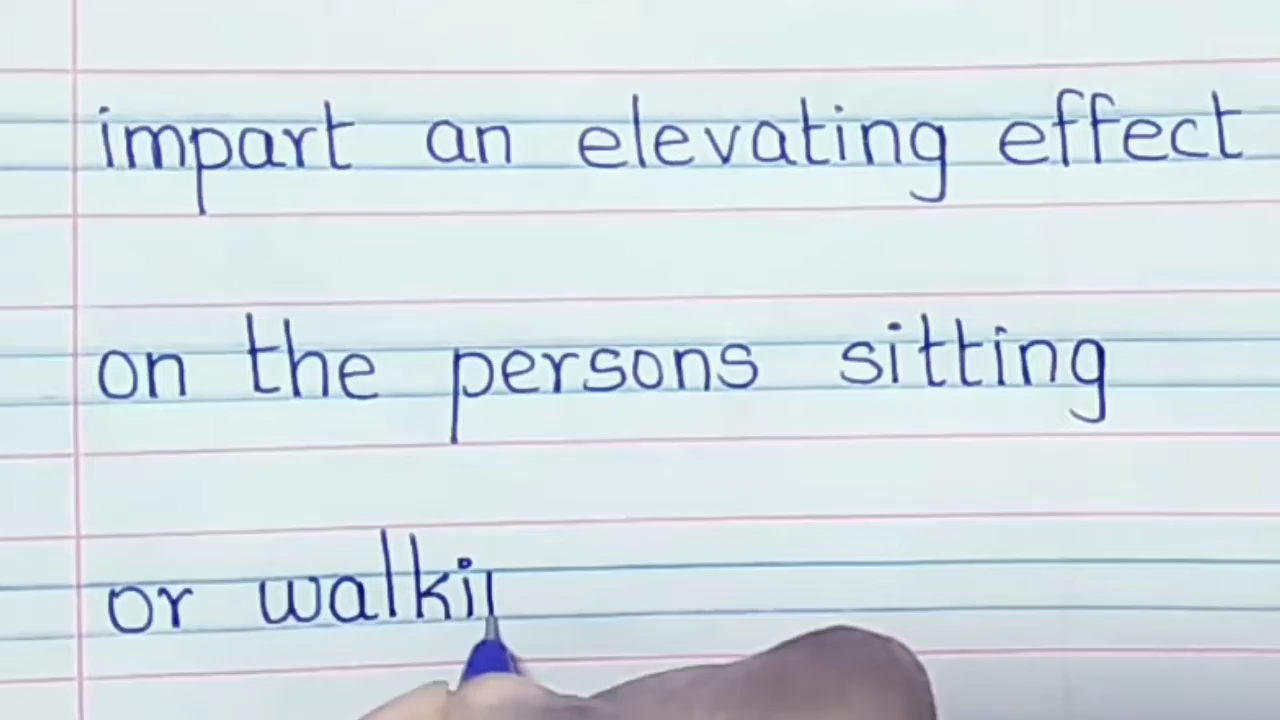 impart an elevating effect
on the persons sitting
or walki